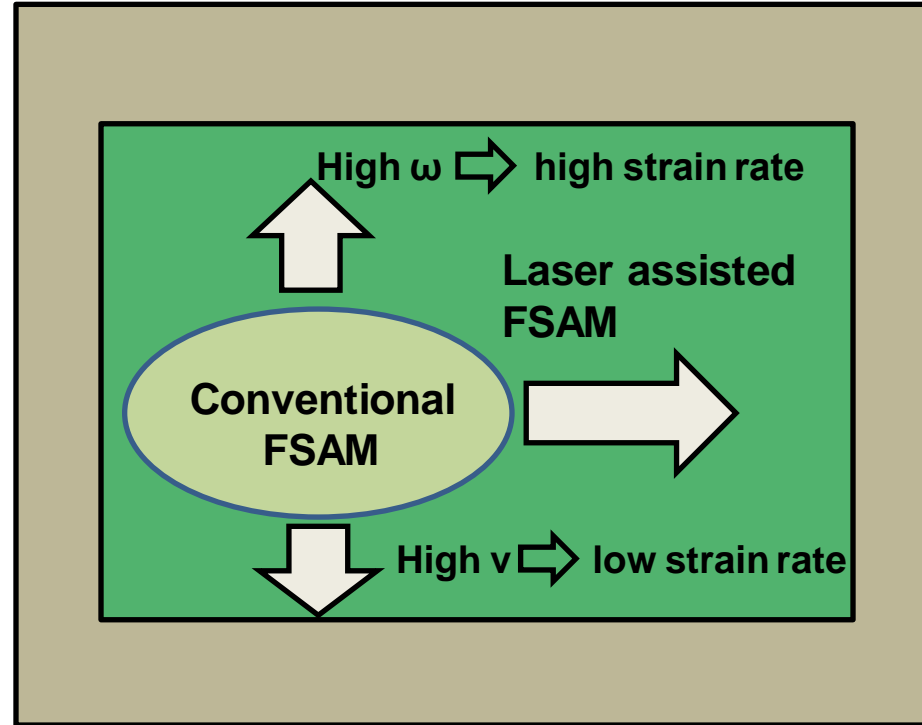 High ω ⇨ high strain rate
Laser assisted
FSAM
Conventional
FSAM
High v ⇨ low strain rate